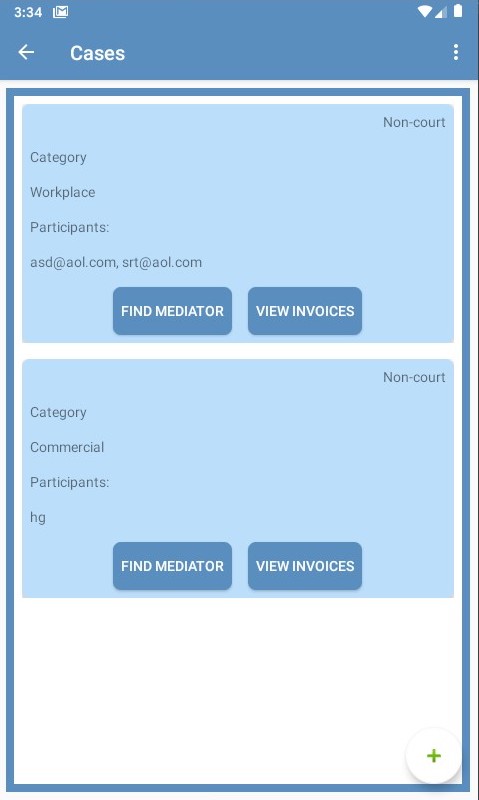 3:34
Cases
Non-court
Category
Workplace
Participants:
asd@aol.com, srt@aol.com
FIND MEDIATOR VIEW INVOICES
Non-court
Category
Commercial
Participants:
hg
FIND MEDIATOR VIEW INVOICES